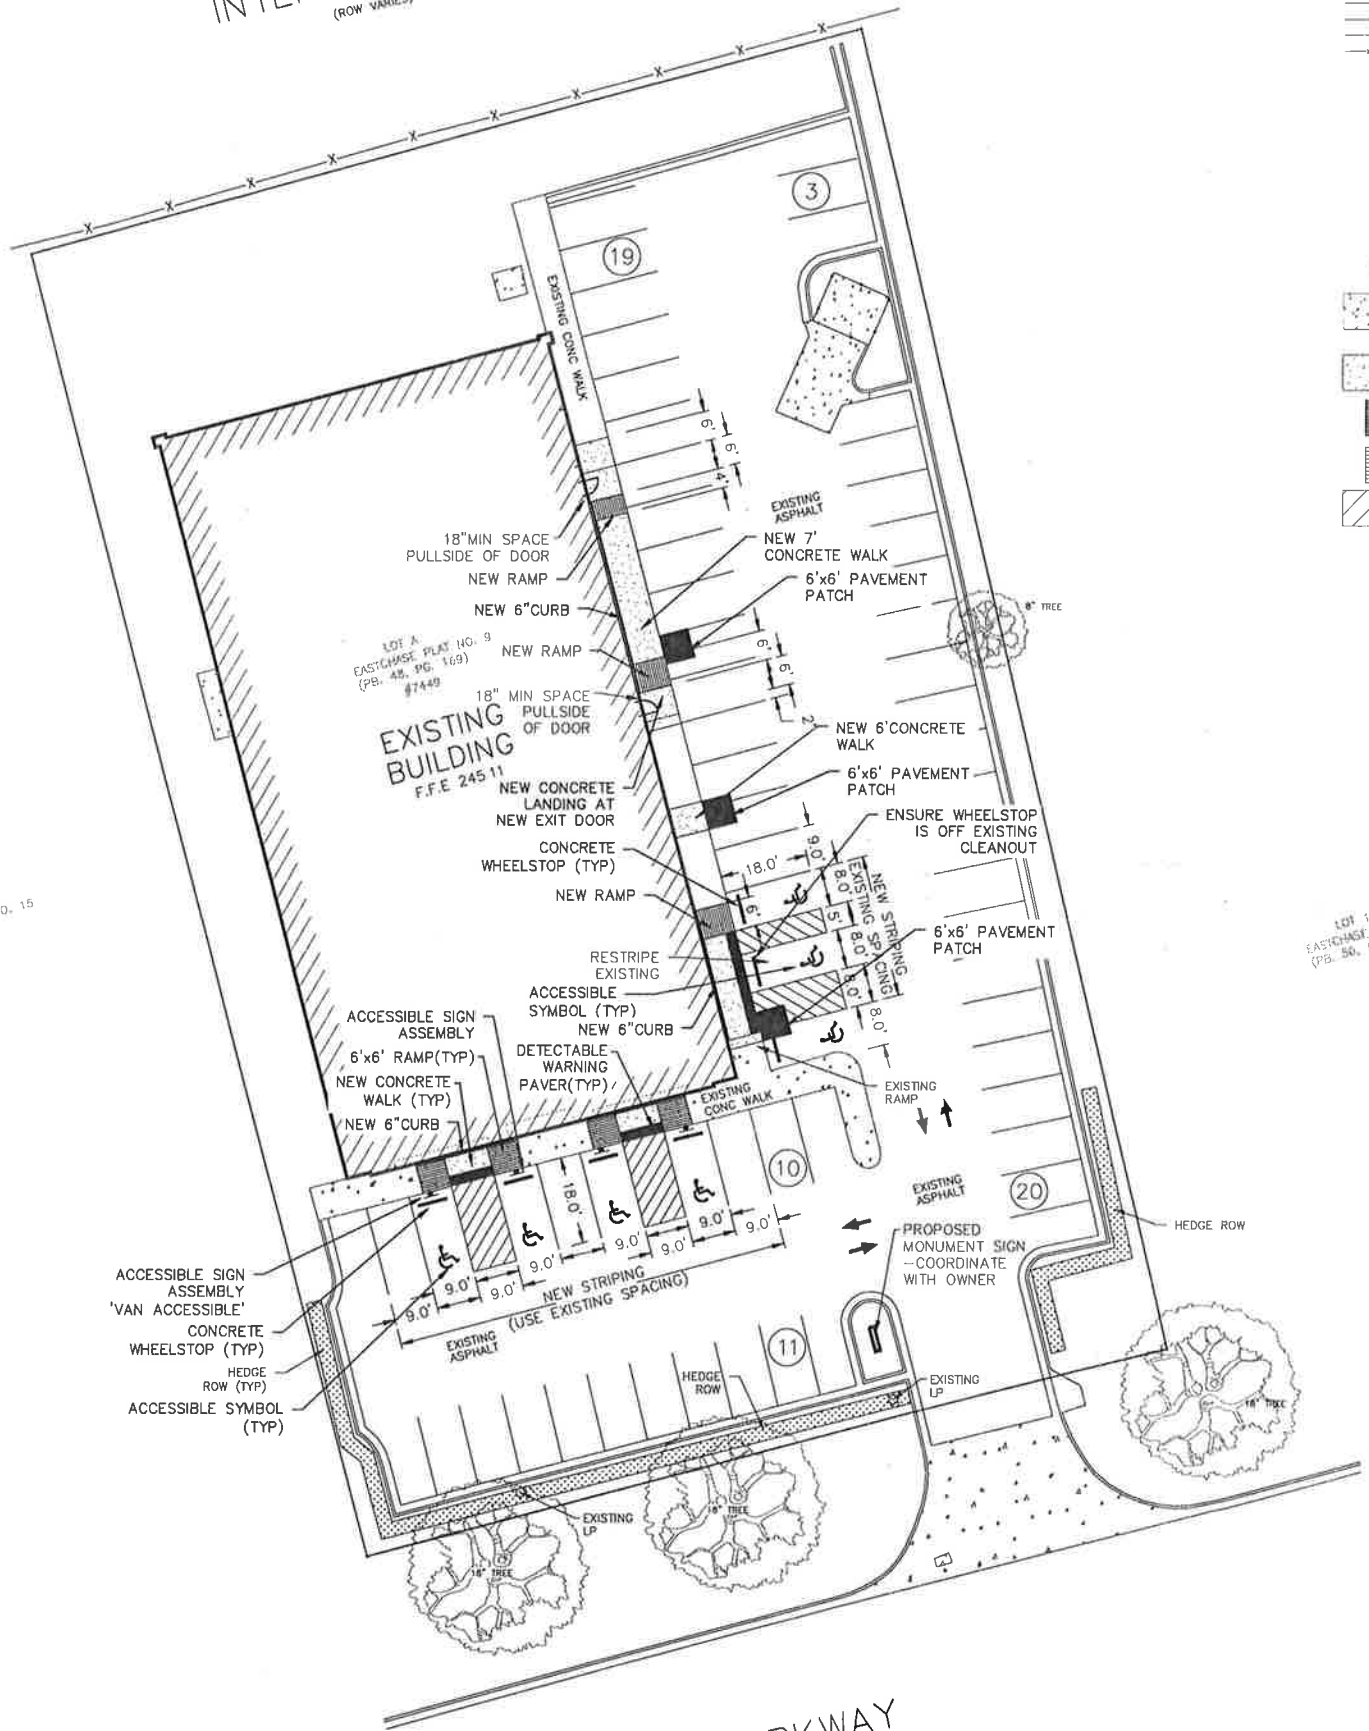 (ROW VARIES)
3
19
EXISTING CONC WALK
6'
6'
4'
EXISTING
ASPHALT
18"MIN SPACE
PULLSIDE OF DOOR
NEW RAMP
NEW 6"CURB
NEW 7'
CONCRETE WALK
6'x6' PAVEMENT
PATCH
8" TREE
LOT A
EASTCHASE PLAT NO. 9
(PB. 48, PG. 169)
#7449
NEW RAMP
18" MIN SPACE
PULLSIDE
OF DOOR
6'
6'
2'
EXISTING
BUILDING
F.F.E 245.11
NEW 6'CONCRETE
WALK
6'x6' PAVEMENT
PATCH
NEW CONCRETE
LANDING AT
NEW EXIT DOOR
ENSURE WHEELSTOP
IS OFF EXISTING
CLEANOUT
CONCRETE
WHEELSTOP (TYP)
NEW RAMP
18.0'
9.0'
8.0'
5'
8.0'
8.0'
8.0'
6'
NEW STRIPING
(EXISTING SPACING)
6'x6' PAVEMENT
PATCH
RESTRIPE
EXISTING
ACCESSIBLE
SYMBOL (TYP)
NEW 6"CURB
O. 15
LOT 1
EASTCHASE
(PB. 50,
ACCESSIBLE SIGN
ASSEMBLY
6'x6' RAMP(TYP)
NEW CONCRETE
WALK (TYP)
NEW 6"CURB
DETECTABLE
WARNING
PAVER(TYP)
EXISTING
CONC WALK
EXISTING
RAMP
10
EXISTING
ASPHALT
20
HEDGE ROW
18.0'
9.0'
9.0'
9.0'
9.0'
9.0'
9.0'
9.0'
9.0'
9.0'
NEW STRIPING
(USE EXISTING SPACING)
PROPOSED
MONUMENT SIGN
-COORDINATE
WITH OWNER
ACCESSIBLE SIGN
ASSEMBLY
'VAN ACCESSIBLE'
CONCRETE
WHEELSTOP (TYP)
HEDGE
ROW (TYP)
ACCESSIBLE SYMBOL
(TYP)
EXISTING
ASPHALT
11
HEDGE
ROW
EXISTING
LP
18" TREE
EXISTING
LP
18" TREE
18" TREE